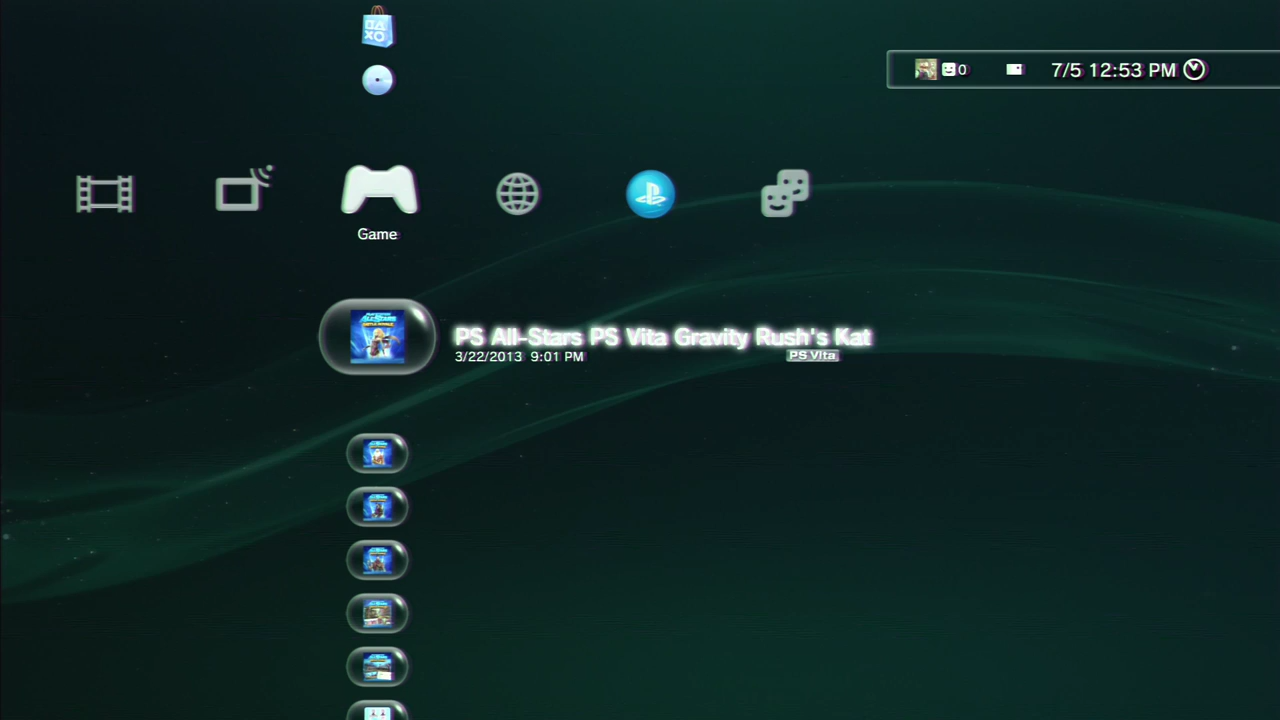 0
7/5 12:53 PM
Game
PS All-Stars PS Vita Gravity Rush's Kat
3/22/2013 9:01 PM
PS Vita
ALLSTARS